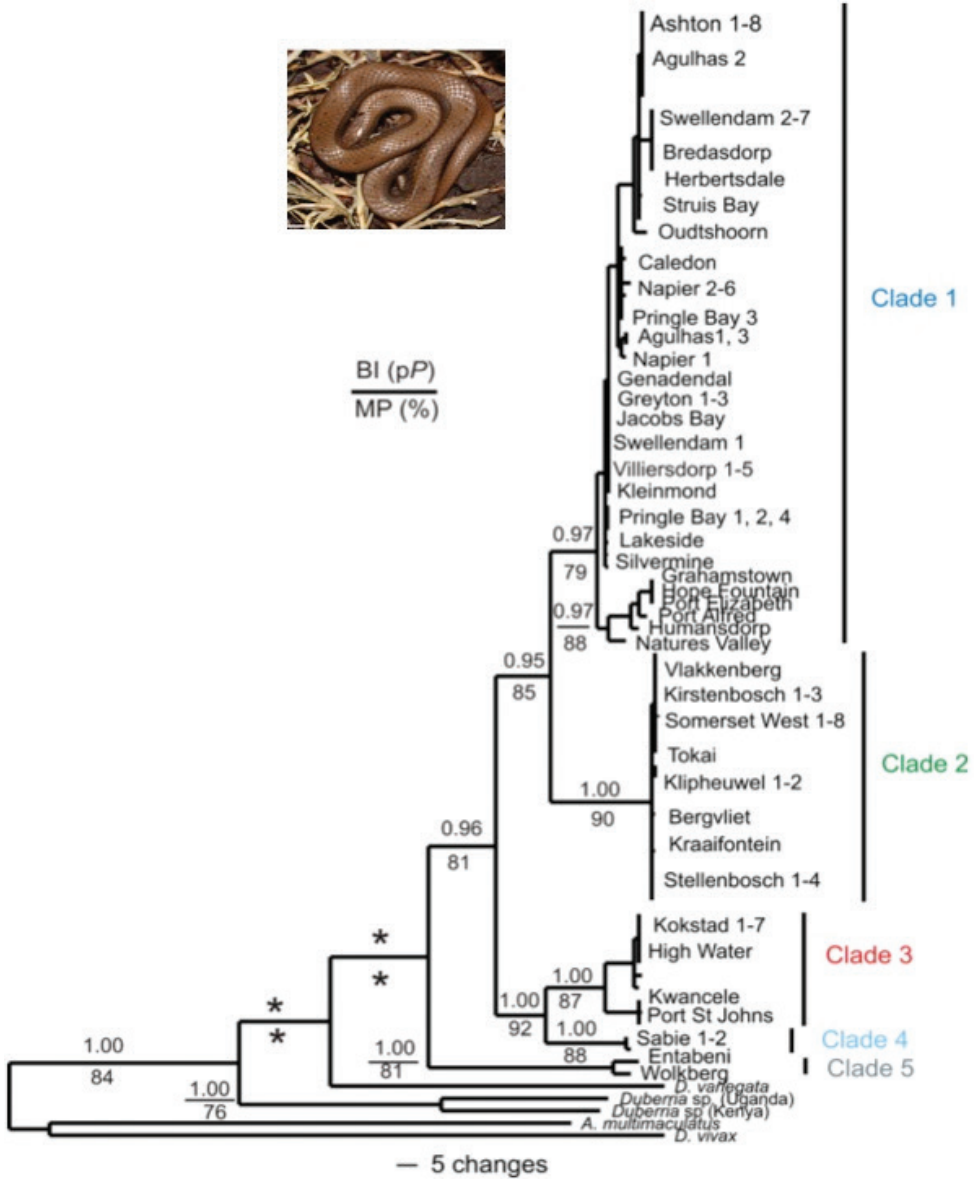 Ashton 1-8
Agulhas 2
Swellendam 2-7
Bredasdorp
Herbertsdale
Struis Bay
Oudtshoorn
Caledon
Napier 2-6
Pringle Bay 3
Agulhas1, 3
Napier 1
Genadendal
Greyton 1-3
Jacobs Bay
Swellendam 1
Villiersdorp 1-5
Kleinmond
Pringle Bay 1, 2, 4
Lakeside
Silvermine
Grahamstown
Hope Fountain
Port Elizabeth
Port Alfred
Humansdorp
Natures Valley
Clade 1
BI (pP)
MP (%)
0.97
79
0.97
88
0.95
85
Vlakkenberg
Kirstenbosch 1-3
Somerset West 1-8
Tokai
Klipheuwel 1-2
Bergvliet
Kraaifontein
Stellenbosch 1-4
Clade 2
1.00
90
0.96
81
Kokstad 1-7
High Water
Kwancele
Port St Johns
Clade 3
1.00
87
1.00
92
1.00
88
Sabie 1-2
Clade 4
Entabeni
Wolkberg
Clade 5
*
*
*
*
1.00
81
1.00
84
1.00
76
D. variegata
Duberria sp. (Uganda)
Duberria sp (Kenya)
A. multimaculatus
D. vivax
5 changes